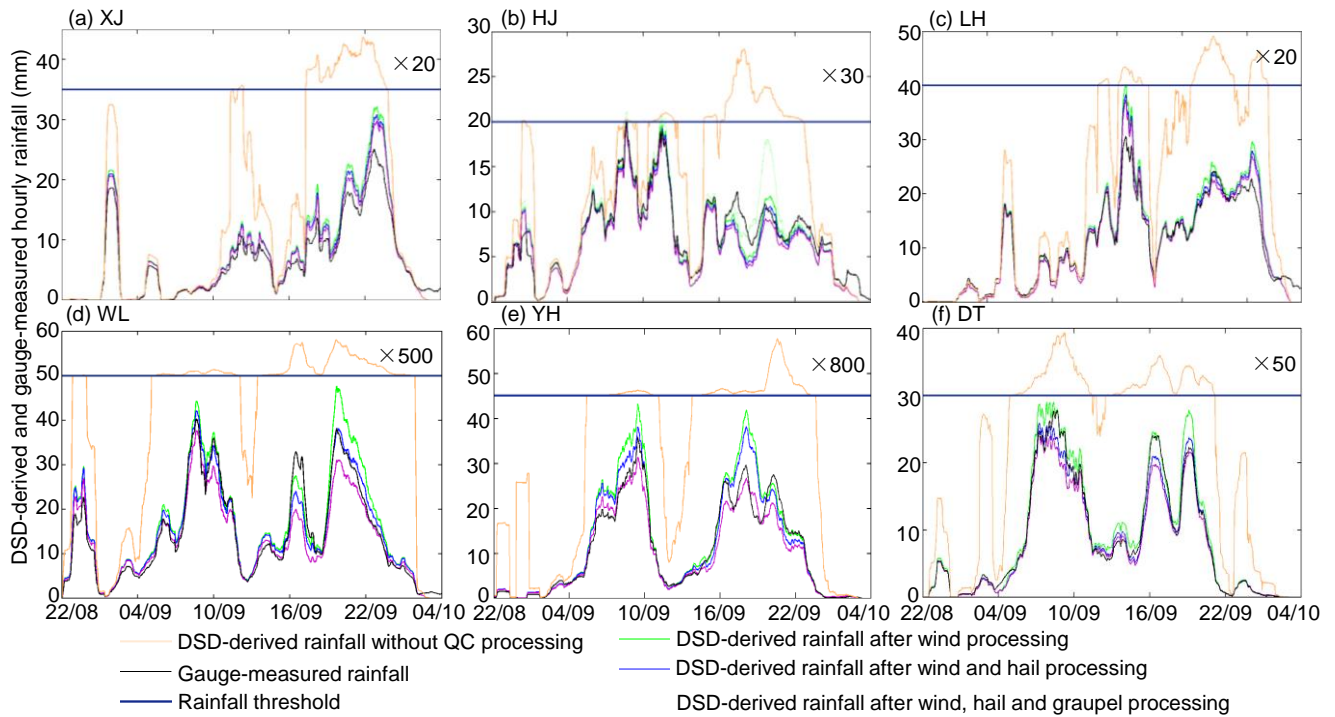 (a) XJ
(b) HJ
(c) LH
DSD-derived and gauge-measured hourly rainfall (mm)
40
30
20
10
0
×20
30
25
20
15
10
5
0
×30
50
40
30
20
10
0
×20
(d) WL
(e) YH
(f) DT
60
50
40
30
20
10
0
×500
60
50
40
30
20
10
0
×800
40
30
20
10
0
×50
22/08 04/09 10/09 16/09 22/09 04/10
22/08 04/09 10/09 16/09 22/09 04/10
22/08 04/09 10/09 16/09 22/09 04/10
DSD-derived rainfall without QC processing
Gauge-measured rainfall
Rainfall threshold
DSD-derived rainfall after wind processing
DSD-derived rainfall after wind and hail processing
DSD-derived rainfall after wind, hail and graupel processing